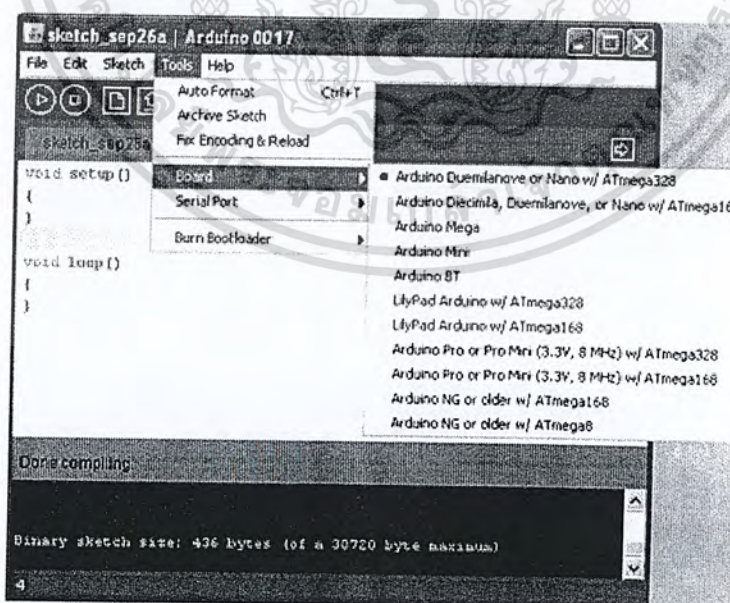 sketch_sep26a | Arduino 0017
File Edit Sketch Tools Help
Auto Format Ctrl+T
Archive Sketch
Fix Encoding & Reload
sketch_sep26a
Board
Serial Port
Burn Bootloader
Arduino Duemilanove or Nano w/ ATmega328
Arduino Diecimila, Duemilanove, or Nano w/ ATmega16
Arduino Mega
Arduino Mini
Arduino BT
LilyPad Arduino w/ ATmega328
LilyPad Arduino w/ ATmega168
Arduino Pro or Pro Mini (3.3V, 8 MHz) w/ ATmega328
Arduino Pro or Pro Mini (3.3V, 8 MHz) w/ ATmega168
Arduino NG or older w/ ATmega168
Arduino NG or older w/ ATmega8
void setup()
{
}
void loop()
{
}
Done compiling.
Binary sketch size: 436 bytes (of a 30720 byte maximum)
4